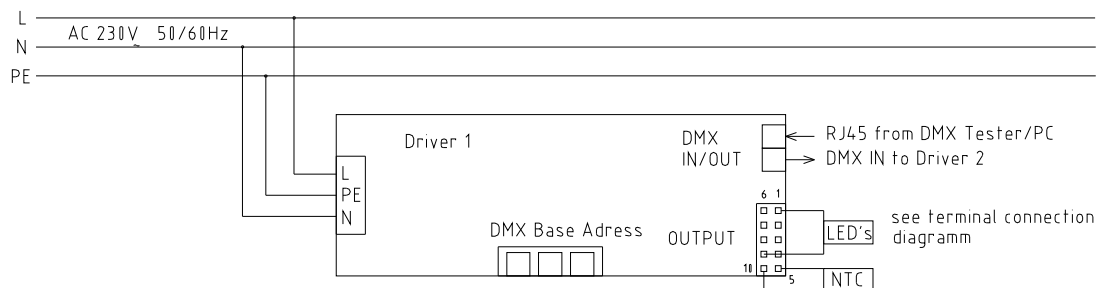 L
AC 230V~ 50/60Hz
N
PE
Driver 1
DMX
IN/OUT
RJ45 from DMX Tester/PC
DMX IN to Driver 2
L
PE
N
6 1
DMX Base Adress
OUTPUT
LED's
see terminal connection
diagramm
10
5
NTC